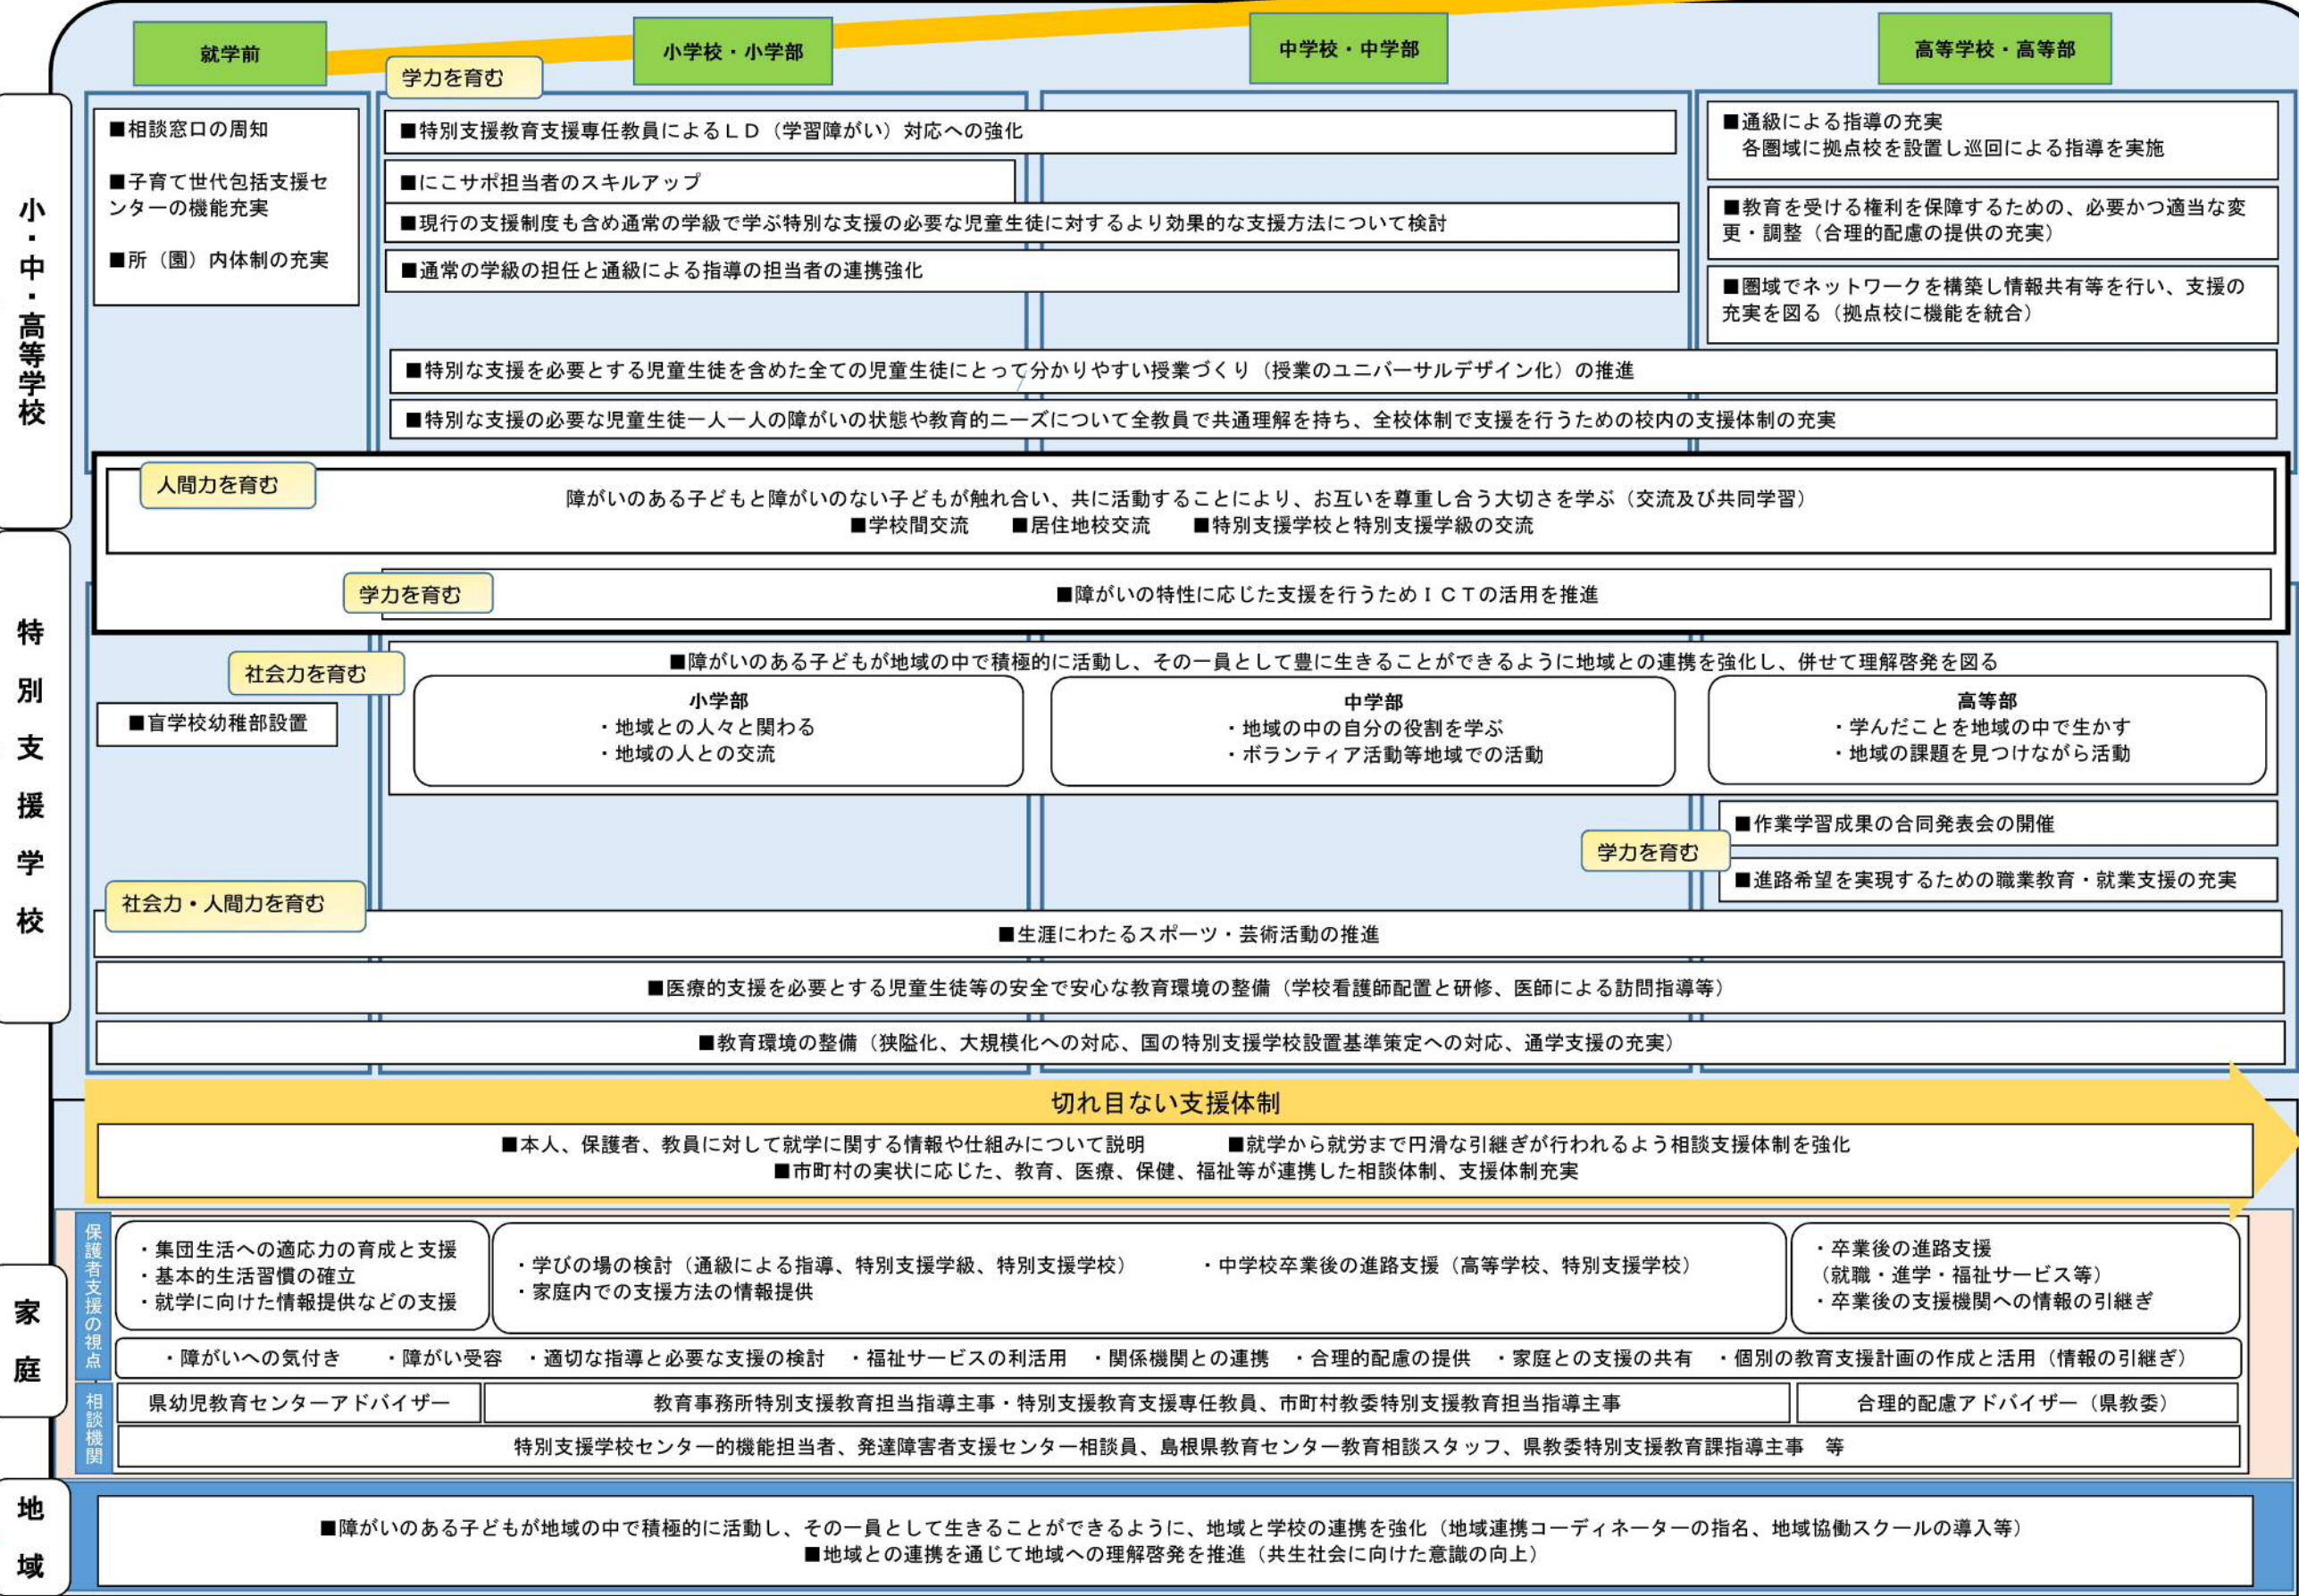 就学前
小学校・小学部
中学校・中学部
高等学校・高等部
小・中・高等学校
■相談窓口の周知
■子育て世代包括支援セ
ンターの機能充実
■所（園）内体制の充実
学力を育む
■特別支援教育支援専任教員によるＬＤ（学習障がい）対応への強化
■にこサポ担当者のスキルアップ
■現行の支援制度も含め通常の学級で学ぶ特別な支援の必要な児童生徒に対するより効果的な支援方法について検討
■通常の学級の担任と通級による指導の担当者の連携強化
■通級による指導の充実
各圏域に拠点校を設置し巡回による指導を実施
■教育を受ける権利を保障するための、必要かつ適当な変
更・調整（合理的配慮の提供の充実）
■圏域でネットワークを構築し情報共有等を行い、支援の
充実を図る（拠点校に機能を統合）
■特別な支援を必要とする児童生徒を含めた全ての児童生徒にとって分かりやすい授業づくり（授業のユニバーサルデザイン化）の推進
■特別な支援の必要な児童生徒一人一人の障がいの状態や教育的ニーズについて全教員で共通理解を持ち、全校体制で支援を行うための校内の支援体制の充実
人間力を育む
障がいのある子どもと障がいのない子どもが触れ合い、共に活動することにより、お互いを尊重し合う大切さを学ぶ（交流及び共同学習）
■学校間交流　■居住地校交流　■特別支援学校と特別支援学級の交流
学力を育む
■障がいの特性に応じた支援を行うためＩＣＴの活用を推進
特別支援学校
社会力を育む
■障がいのある子どもが地域の中で積極的に活動し、その一員として豊に生きることができるように地域との連携を強化し、併せて理解啓発を図る
■盲学校幼稚部設置
小学部
・地域との人々と関わる
・地域の人との交流
中学部
・地域の中の自分の役割を学ぶ
・ボランティア活動等地域での活動
高等部
・学んだことを地域の中で生かす
・地域の課題を見つけながら活動
学力を育む
■作業学習成果の合同発表会の開催
■進路希望を実現するための職業教育・就業支援の充実
社会力・人間力を育む
■生涯にわたるスポーツ・芸術活動の推進
■医療的支援を必要とする児童生徒等の安全で安心な教育環境の整備（学校看護師配置と研修、医師による訪問指導等）
■教育環境の整備（狭隘化、大規模化への対応、国の特別支援学校設置基準策定への対応、通学支援の充実）
切れ目ない支援体制
■本人、保護者、教員に対して就学に関する情報や仕組みについて説明　■就学から就労まで円滑な引継ぎが行われるよう相談支援体制を強化
■市町村の実状に応じた、教育、医療、保健、福祉等が連携した相談体制、支援体制充実
家庭
保護者支援の視点
・集団生活への適応力の育成と支援
・基本的生活習慣の確立
・就学に向けた情報提供などの支援
・学びの場の検討（通級による指導、特別支援学級、特別支援学校）
・家庭内での支援方法の情報提供
・中学校卒業後の進路支援（高等学校、特別支援学校）
・卒業後の進路支援
（就職・進学・福祉サービス等）
・卒業後の支援機関への情報の引継ぎ
・障がいへの気付き　・障がい受容　・適切な指導と必要な支援の検討　・福祉サービスの利活用　・関係機関との連携　・合理的配慮の提供　・家庭との支援の共有　・個別の教育支援計画の作成と活用（情報の引継ぎ）
相談機関
県幼児教育センターアドバイザー
教育事務所特別支援教育担当指導主事・特別支援教育支援専任教員、市町村教委特別支援教育担当指導主事
合理的配慮アドバイザー（県教委）
特別支援学校センター的機能担当者、発達障害者支援センター相談員、島根県教育センター教育相談スタッフ、県教委特別支援教育課指導主事　等
地域
■障がいのある子どもが地域の中で積極的に活動し、その一員として生きることができるように、地域と学校の連携を強化（地域連携コーディネーターの指名、地域協働スクールの導入等）
■地域との連携を通じて地域への理解啓発を推進（共生社会に向けた意識の向上）